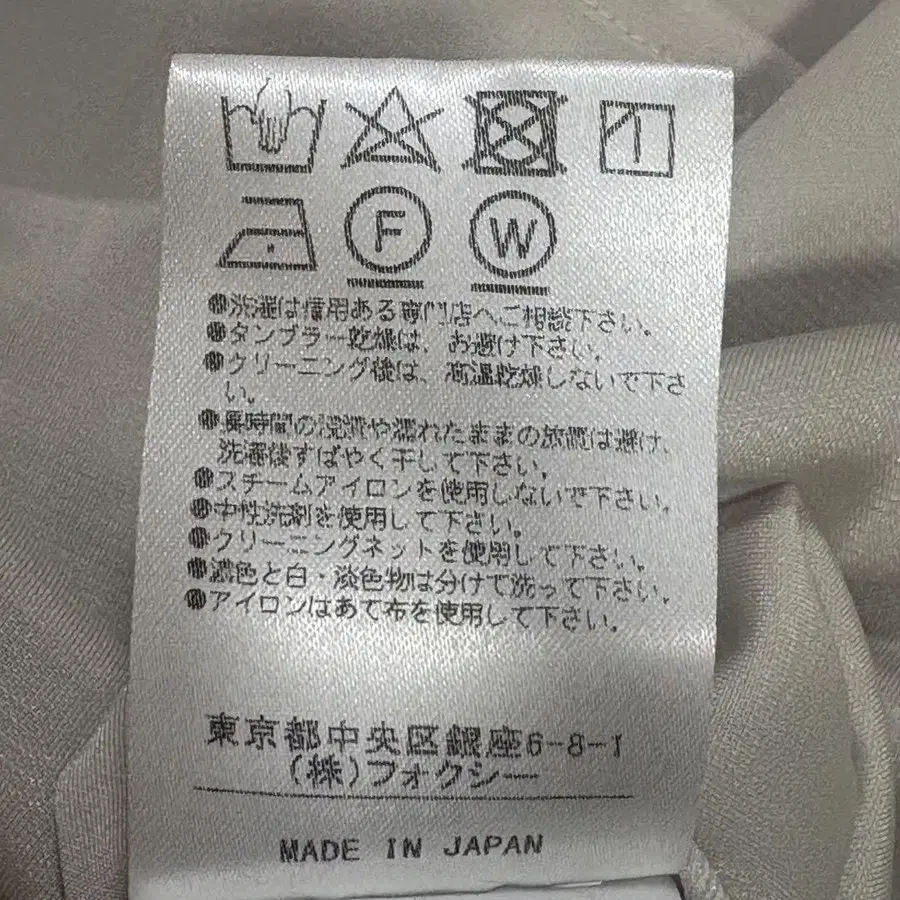 F W
●洗濯は信用ある専門店へご相談下さい。
●タンブラー乾燥は、お避け下さい。
●クリーニング後は、高温乾燥しないで下さ
い。
●長時間の浸漬や濡れたままの放置は避け、
洗濯後すばやく干して下さい。
●スチームアイロンを使用しないで下さい。
●中性洗剤を使用して下さい。
●クリーニングネットを使用して下さい。
●濃色と白・淡色物は分けて洗って下さい。
●アイロンはあて布を使用して下さい。
東京都中央区銀座6-8-1
(株)フォクシー
MADE IN JAPAN